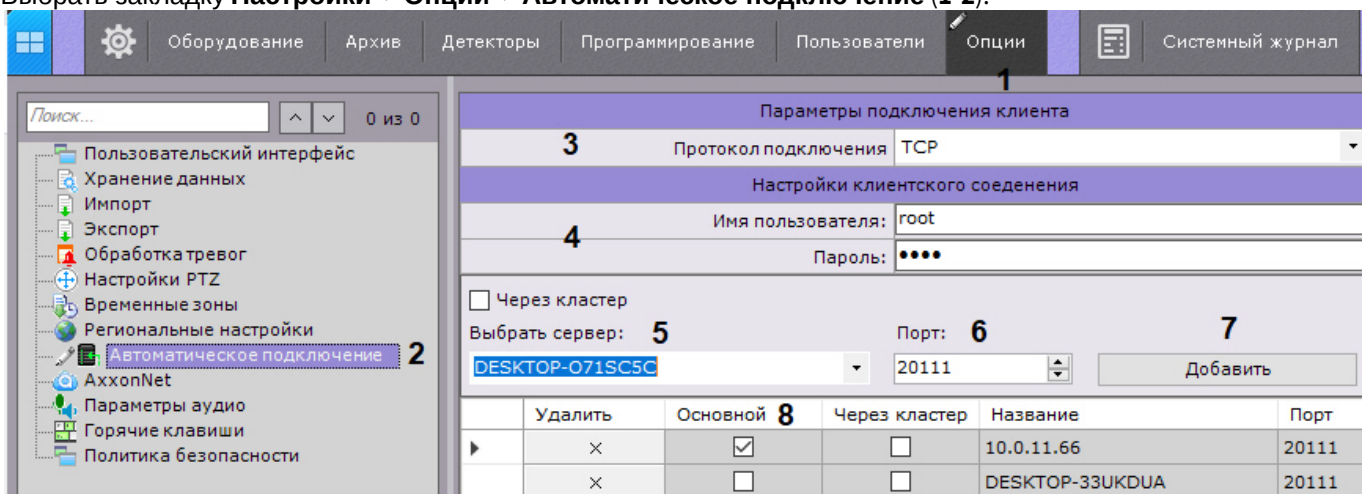 Выбрать закладку Настройки → Опции → Автоматическое подключение (1-2).
Оборудование Архив Детекторы Программирование Пользователи Опции Системный журнал
1
Поиск... 0 из 0
Пользовательский интерфейс
Хранение данных
Импорт
Экспорт
Обработка тревог
Настройки PTZ
Временные зоны
Региональные настройки
Автоматическое подключение 2
AxxonNet
Параметры аудио
Горячие клавиши
Политика безопасности
Параметры подключения клиента
3 Протокол подключения TCP
Настройки клиентского соеденения
Имя пользователя: root
4
Пароль: ••••
Через кластер
Выбрать сервер: 5 Порт: 6 7
DESKTOP-O71SC5C 20111 Добавить
Удалить Основной 8 Через кластер Название Порт
10.0.11.66 20111
DESKTOP-33UKDUA 20111